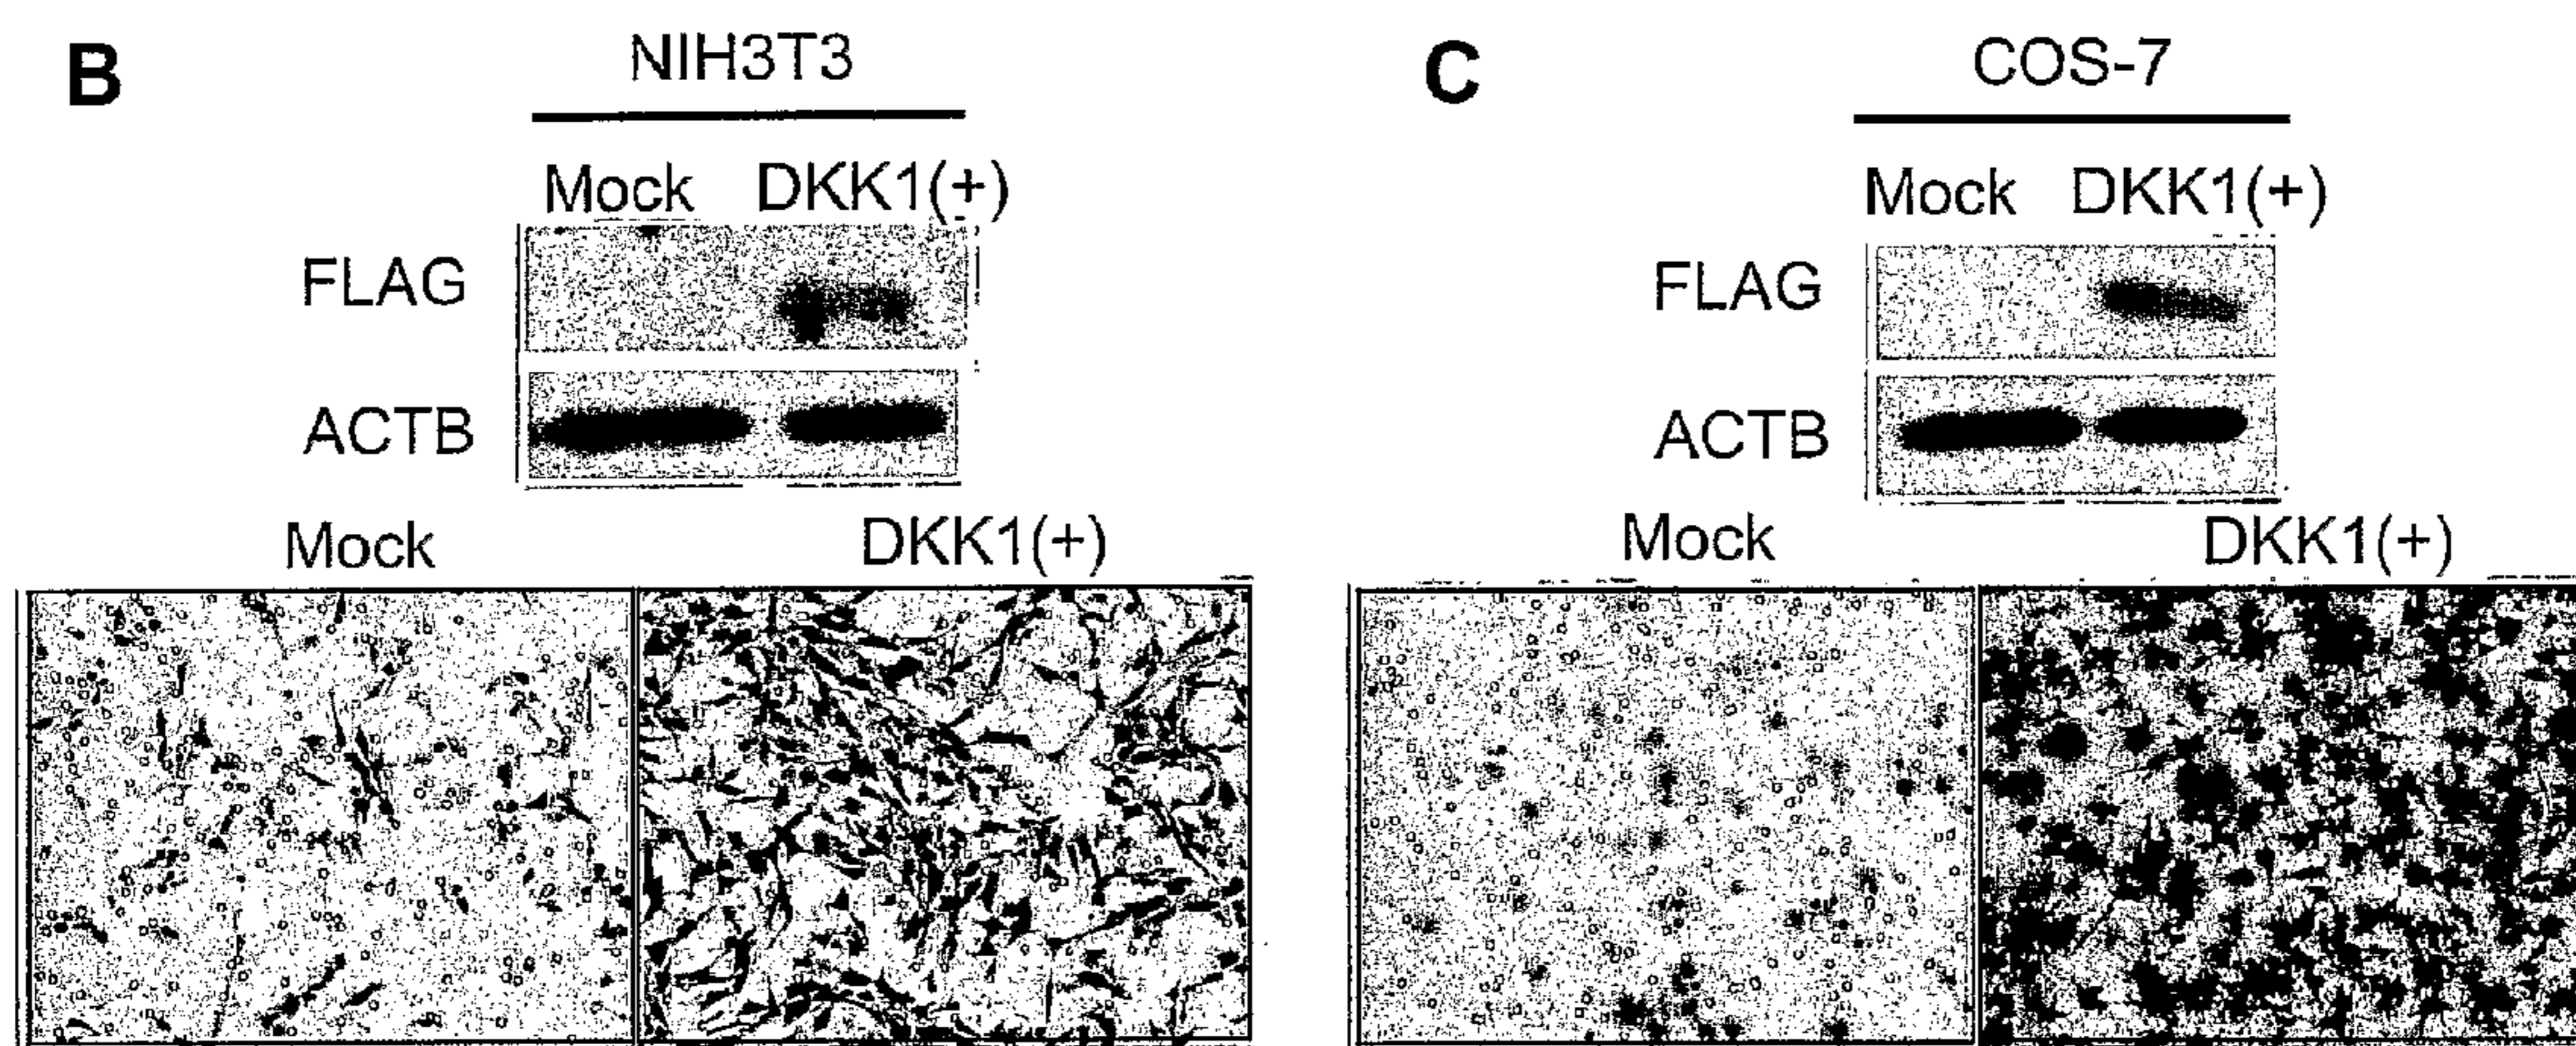 B
NIH3T3
Mock DKK1(+)
FLAG
ACTB
Mock DKK1(+)
C
COS-7
Mock DKK1(+)
FLAG
ACTB
Mock DKK1(+)